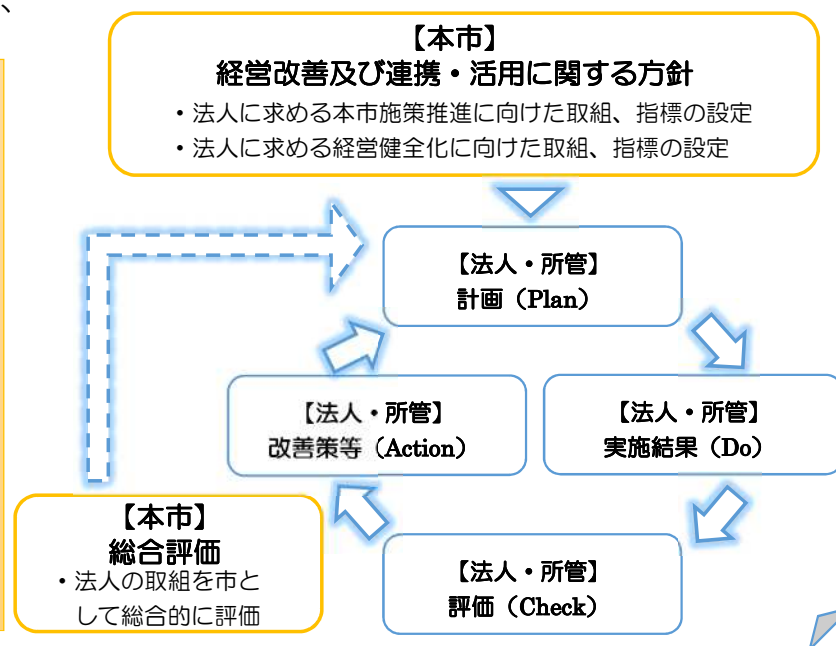 、
【本市】
経営改善及び連携・活用に関する方針
・法人に求める本市施策推進に向けた取組、指標の設定
・法人に求める経営健全化に向けた取組、指標の設定
【法人・所管】
計画（Plan）
【法人・所管】
改善策等（Action）
【法人・所管】
実施結果（Do）
【本市】
総合評価
・法人の取組を市と
して総合的に評価
【法人・所管】
評価（Check）